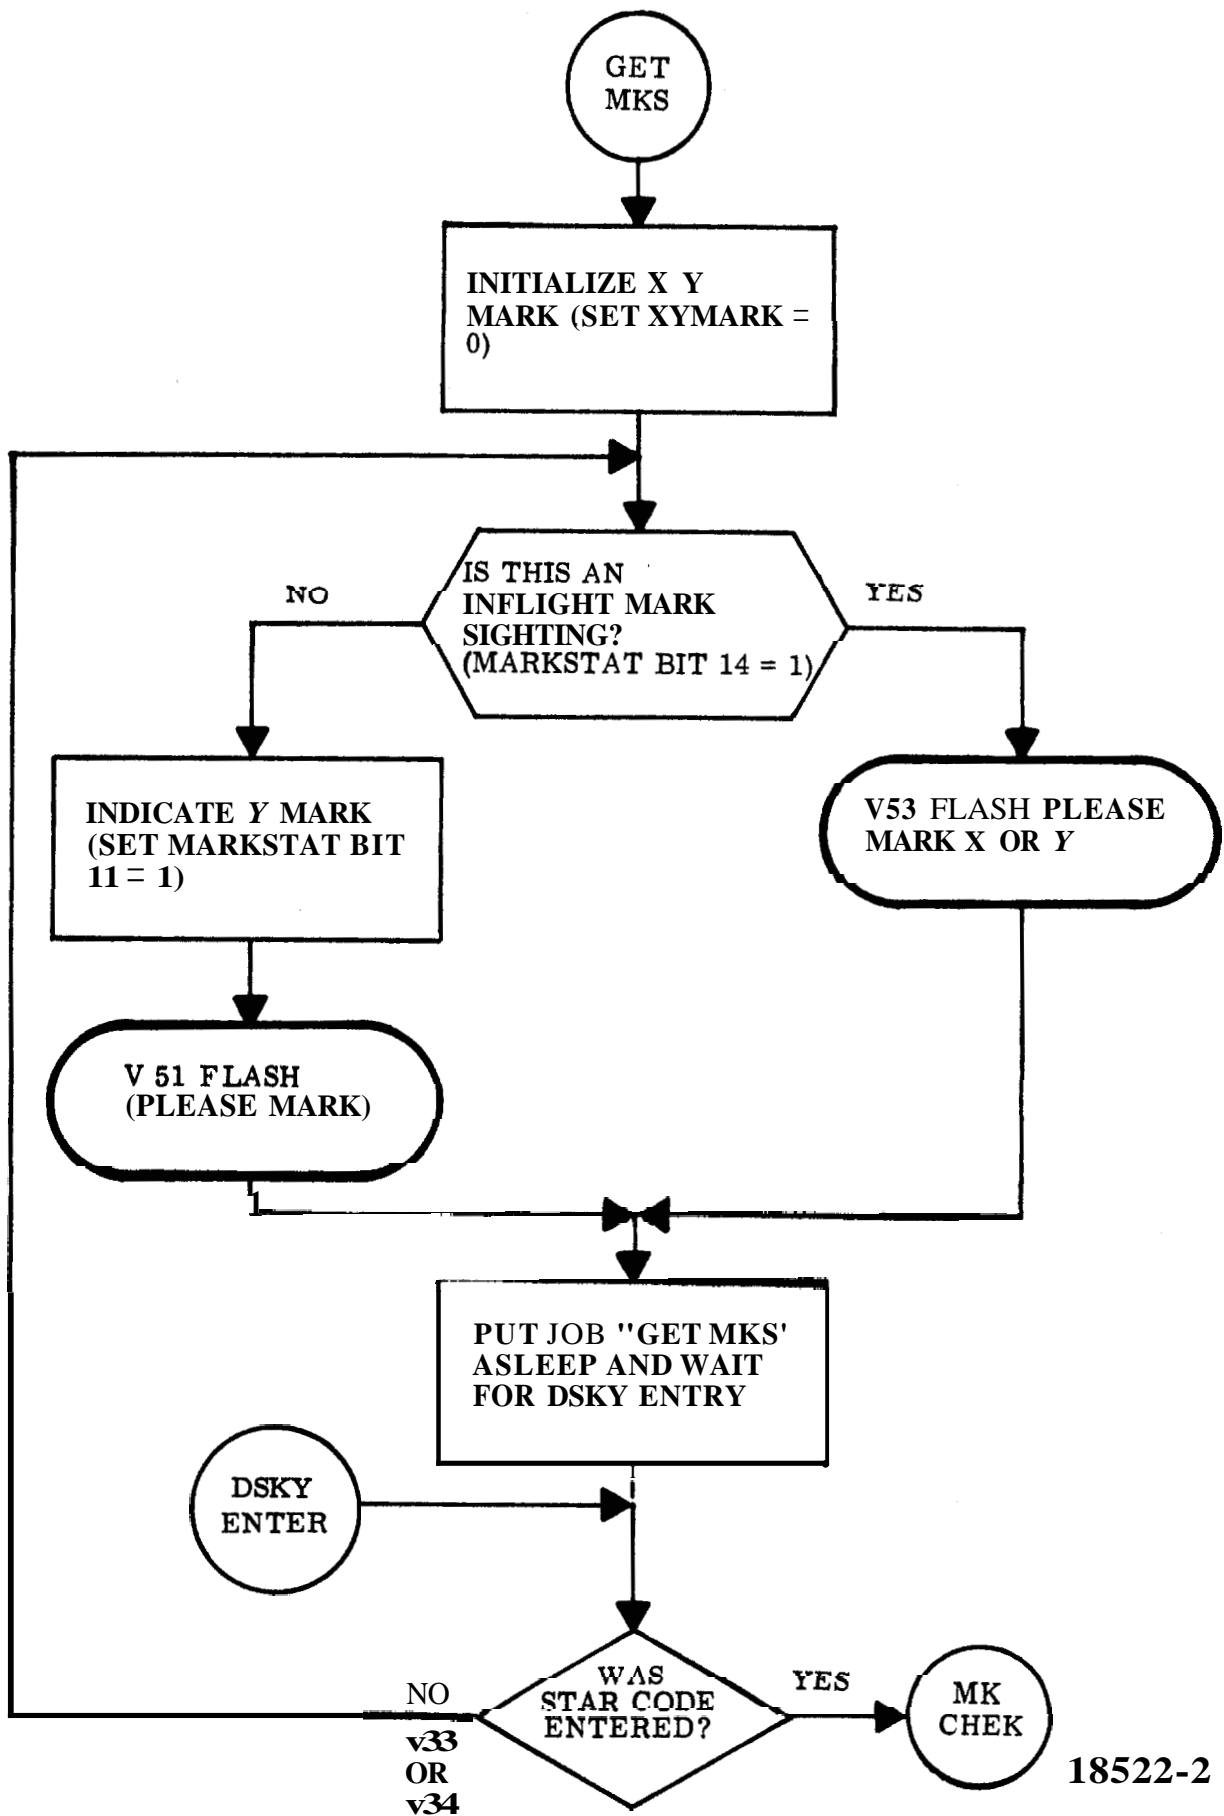 GET
MKS
INITIALIZE X Y
MARK (SET XYMARK =
0)
IS THIS AN
INFLIGHT MARK
SIGHTING?
(MARKSTAT BIT 14 = 1)
NO
YES
INDICATE Y MARK
(SET MARKSTAT BIT
11 = 1)
V53 FLASH PLEASE
MARK X OR Y
V 51 FLASH
(PLEASE MARK)
PUT JOB "GET MKS'
ASLEEP AND WAIT
FOR DSKY ENTRY
DSKY
ENTER
WAS
STAR CODE
ENTERED?
YES
MK
CHEK
NO
v33
OR
v34
18522-2